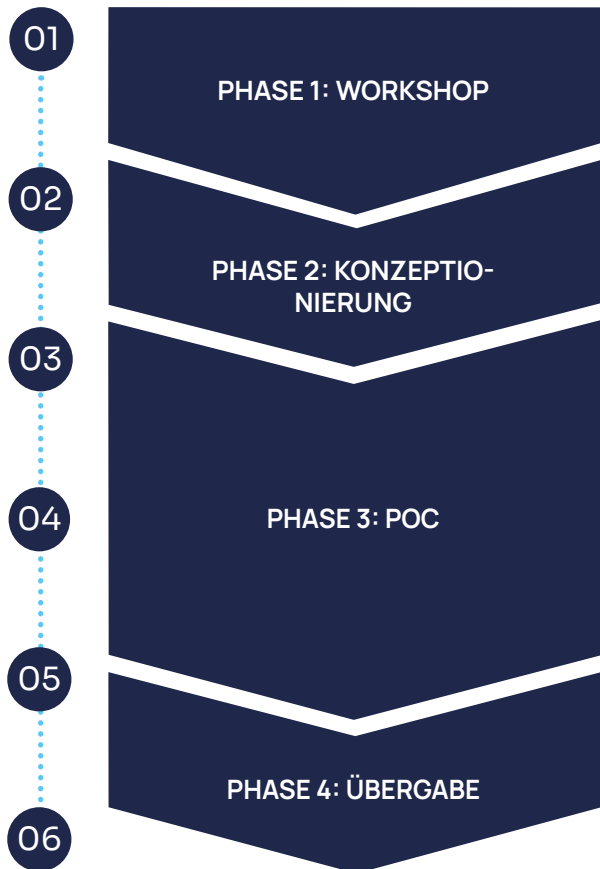 01
PHASE 1: WORKSHOP
02
PHASE 2: KONZEPTIO-
NIERUNG
03
04
PHASE 3: POC
05
PHASE 4: ÜBERGABE
06